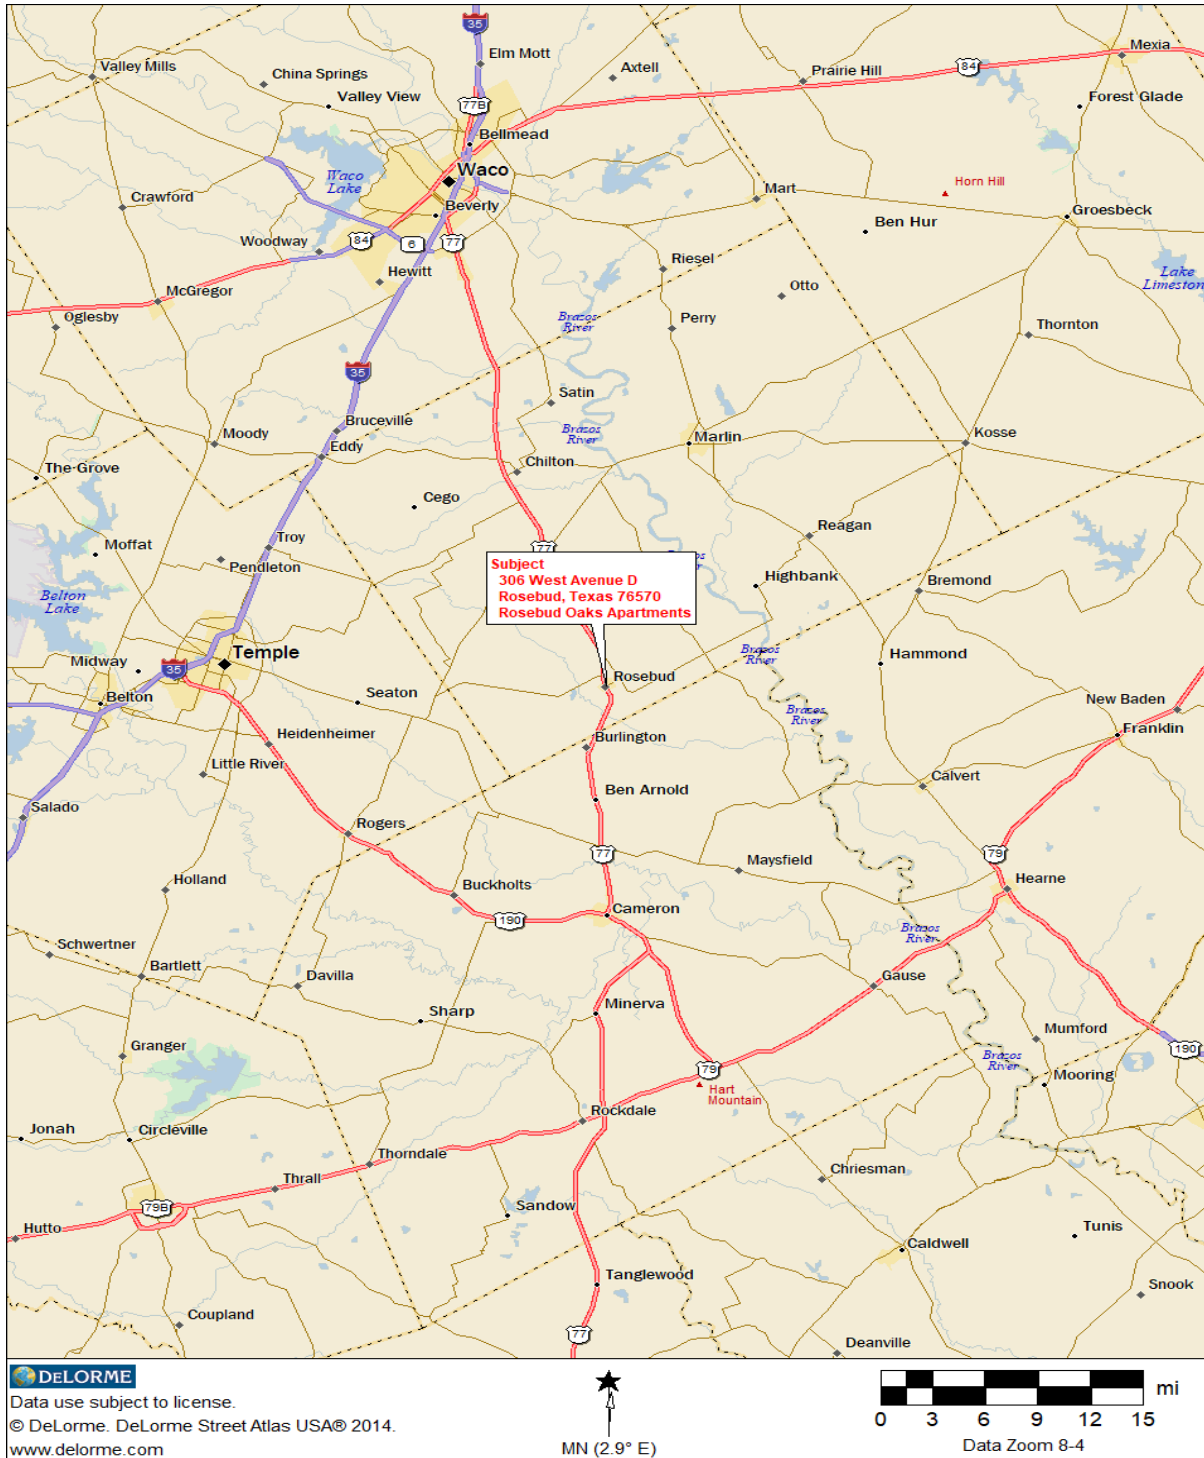 35
Elm Mott
Axtell
Mexia
84
Valley Mills
China Springs
Prairie Hill
Valley View
77B
Forest Glade
Bellmead
Waco
Waco
Lake
Horn Hill
Mart
Crawford
Beverly
Groesbeck
Ben Hur
Woodway
84
6
77
Riesel
Hewitt
Lake
Limeston
Otto
McGregor
Oglesby
Brazos
River
Perry
Thornton
35
Satin
Bruceville
Brazos
River
Marlin
Kosse
Moody
Eddy
Chilton
The Grove
Cego
Reagan
Troy
Moffat
77
Pendleton
Brazos
Subject
306 West Avenue D
Rosebud, Texas 76570
Rosebud Oaks Apartments
Highbank
Bremond
Belton
Lake
Temple
Brazos
River
Hammond
Midway
35
Rosebud
Seaton
Belton
New Baden
Brazos
River
Franklin
Heidenheimer
Burlington
Little River
Calvert
Ben Arnold
Salado
Rogers
77
79
Maysfield
Holland
Buckholts
Hearne
Cameron
190
Brazos
River
Schwertner
Bartlett
Davilla
Gause
Minerva
Sharp
Mumford
Granger
190
Brazos
River
79
Mooring
Hart
Mountain
Rockdale
Jonah
Circleville
Thorndale
Chriesman
Thrall
79B
Sandow
Hutto
Tunis
Caldwell
Tanglewood
Snook
Coupland
77
Deanville
DELORME
Data use subject to license.
© DeLorme. DeLorme Street Atlas USA® 2014.
www.delorme.com
MN (2.9° E)
mi
0 3 6 9 12 15
Data Zoom 8-4